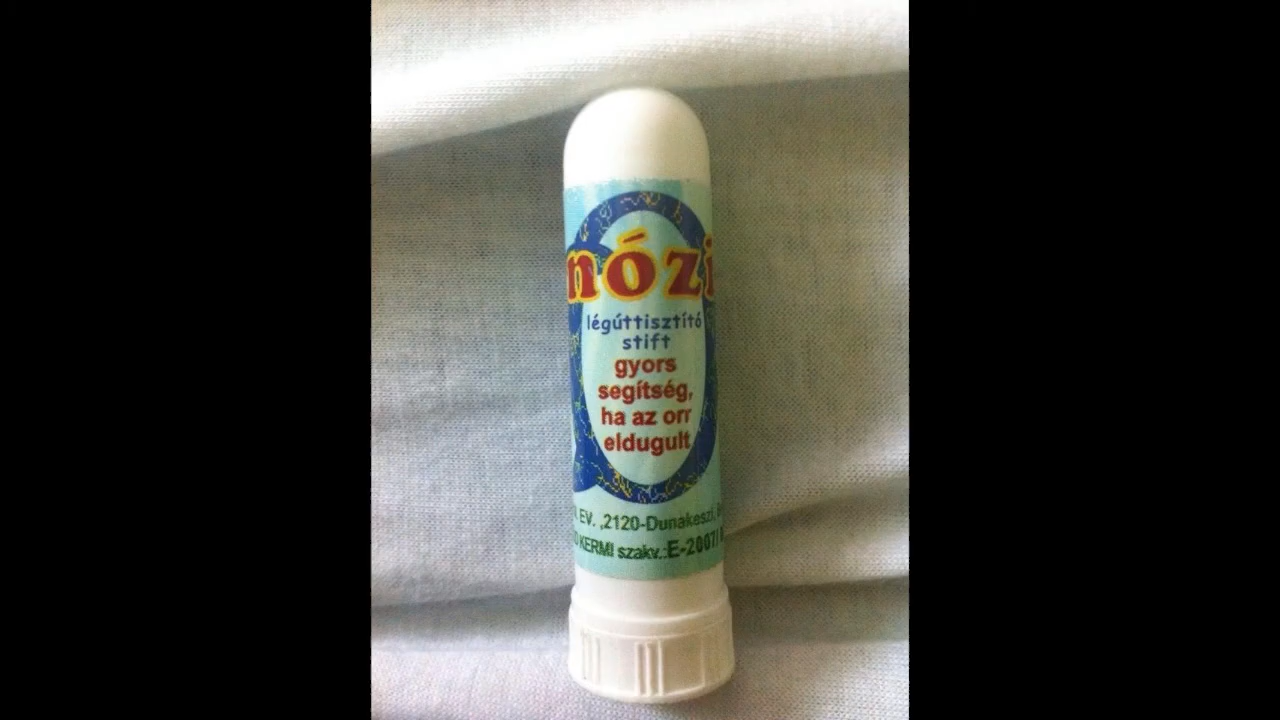 nózi
légúttisztító
stift
gyors
segítség,
ha az orr
eldugult
EV. ,2120-Dunakeszi,
KERMI szakv.:E-2007/